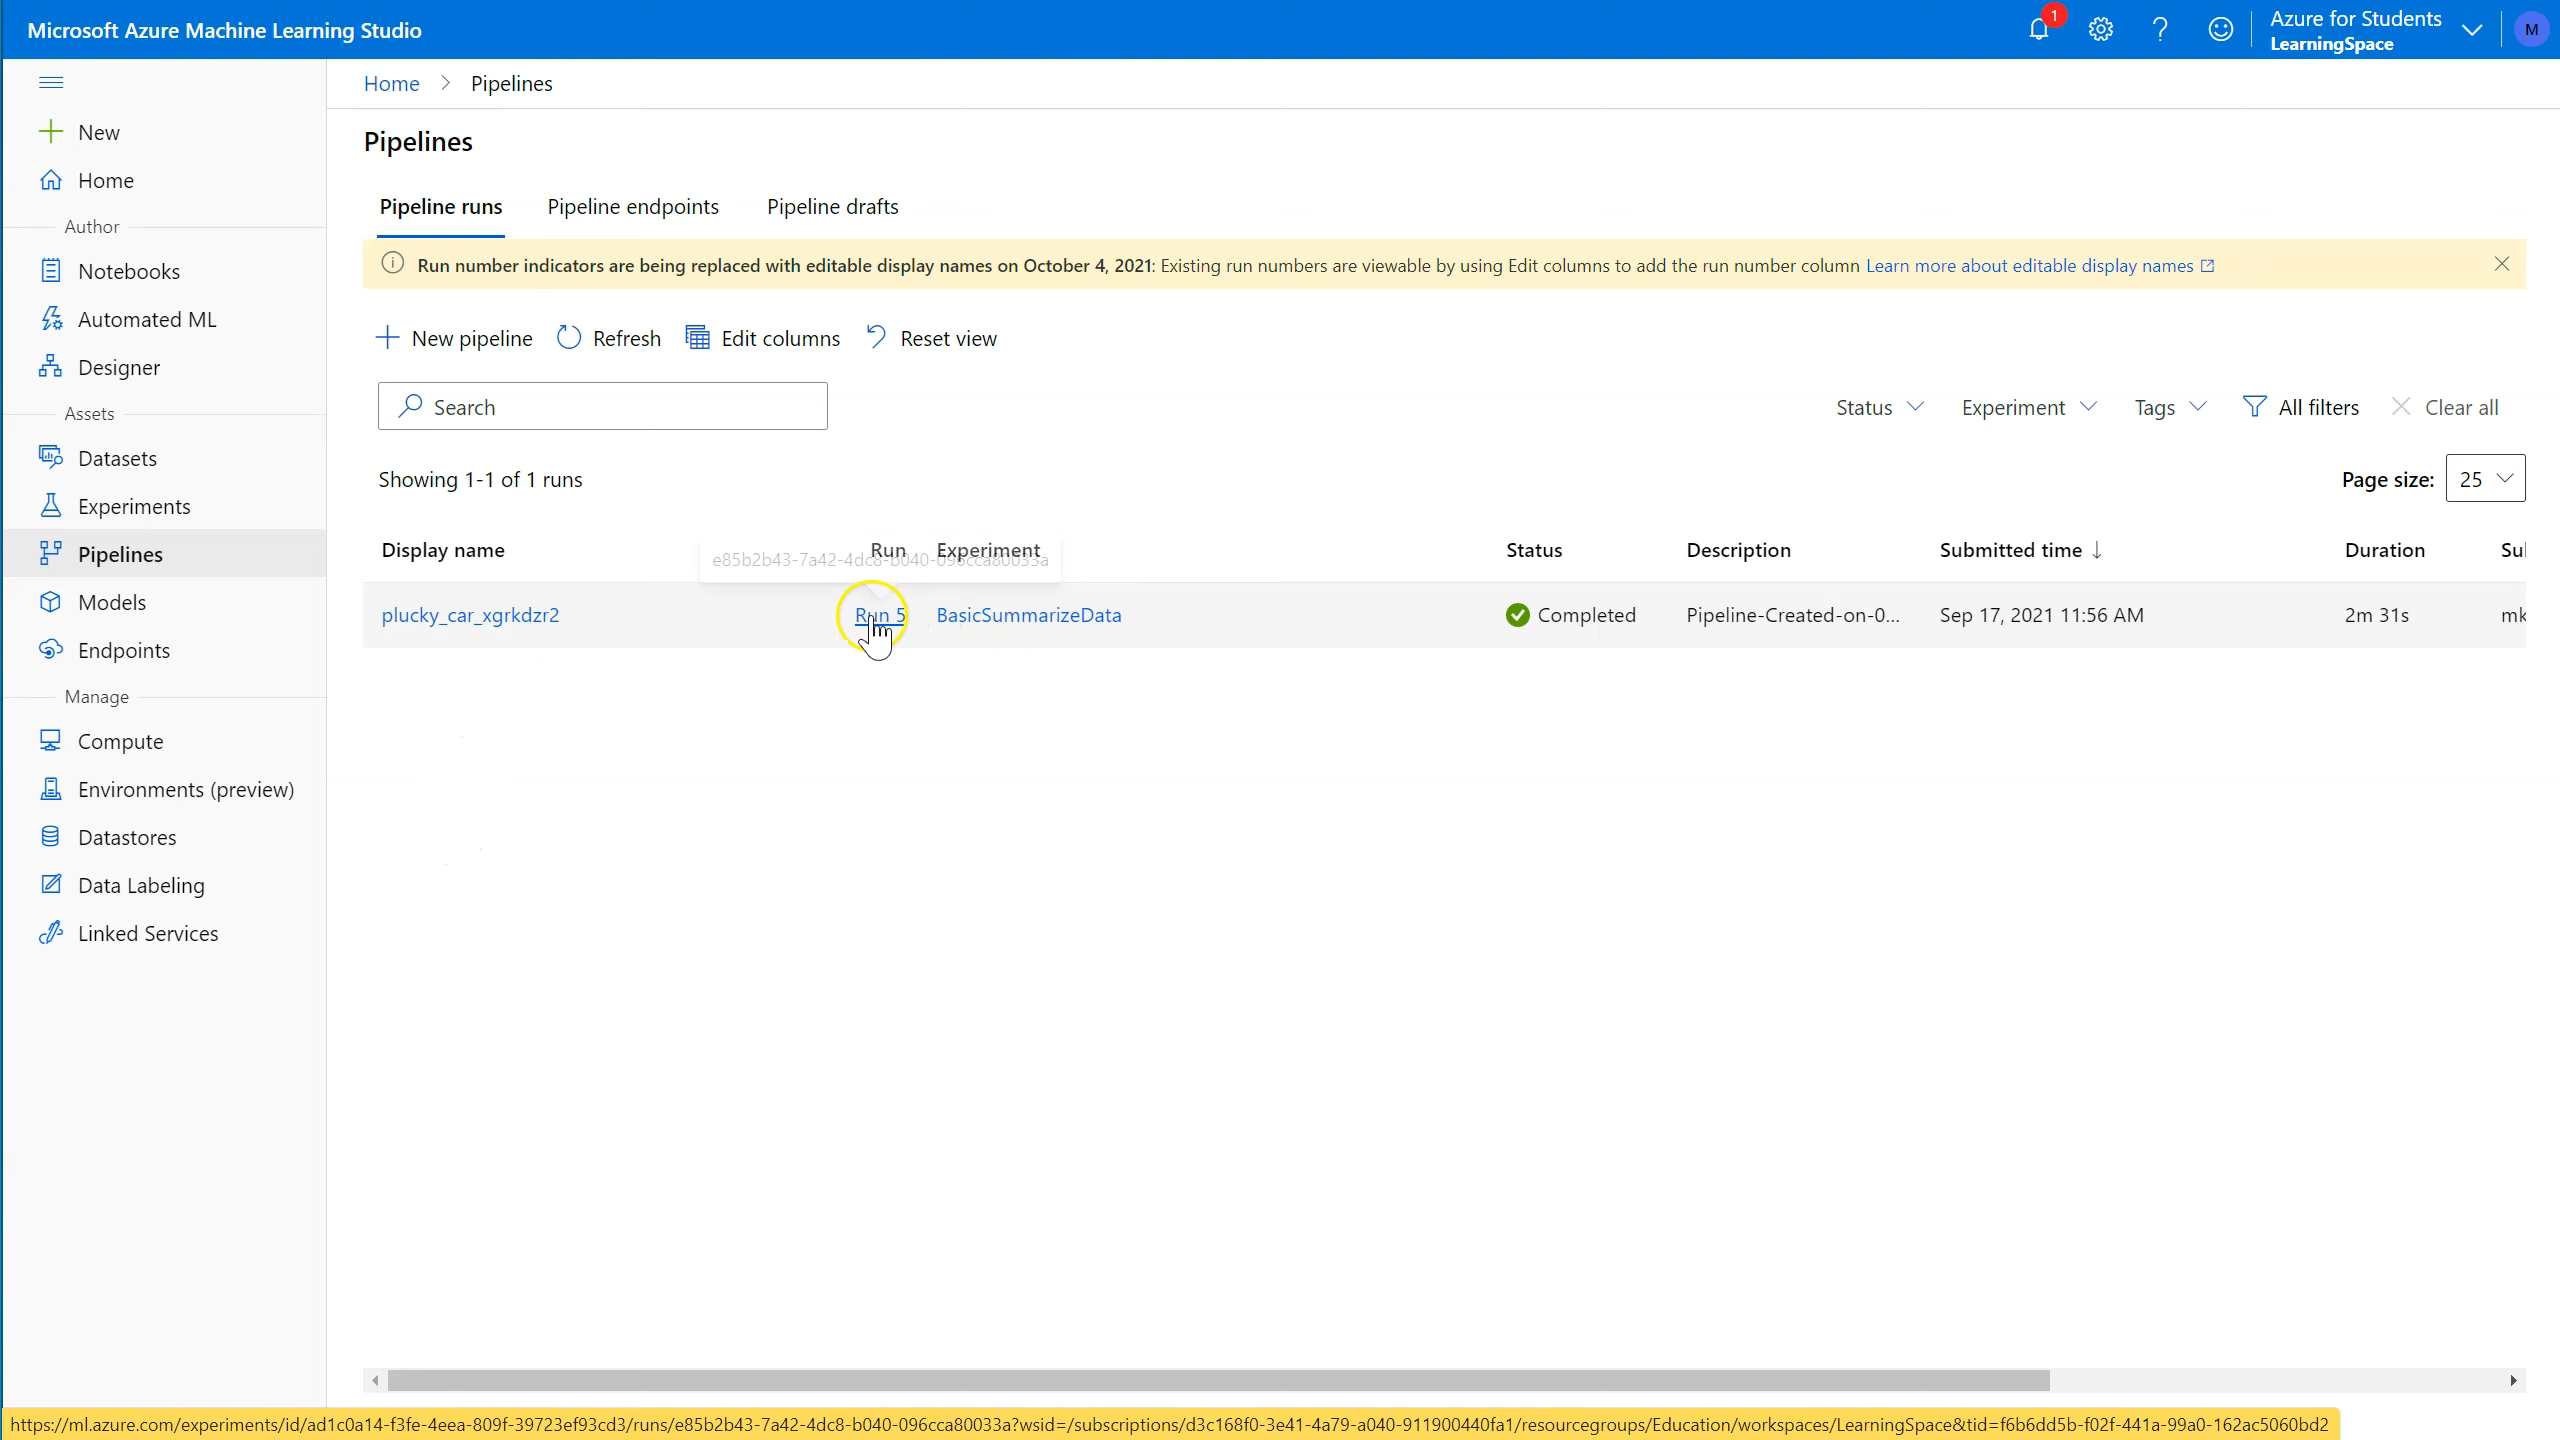 Microsoft Azure Machine Learning Studio
1
Azure for Students
LearningSpace
M
Home > Pipelines
New
Home
Author
Notebooks
Automated ML
Designer
Assets
Datasets
Experiments
Pipelines
Models
Endpoints
Manage
Compute
Environments (preview)
Datastores
Data Labeling
Linked Services
Pipelines
Pipeline runs Pipeline endpoints Pipeline drafts
Run number indicators are being replaced with editable display names on October 4, 2021: Existing run numbers are viewable by using Edit columns to add the run number column Learn more about editable display names
New pipeline Refresh Edit columns Reset view
Search
Status Experiment Tags All filters Clear all
Showing 1-1 of 1 runs
Page size: 25
Display name Run Experiment Status Description Submitted time ↓ Duration Sul
e85b2b43-7a42-4dc8-b040-096cca80033a
plucky_car_xgrkdzr2 Run 5 BasicSummarizeData Completed Pipeline-Created-on-0... Sep 17, 2021 11:56 AM 2m 31s mk
https://ml.azure.com/experiments/id/ad1c0a14-f3fe-4eea-809f-39723ef93cd3/runs/e85b2b43-7a42-4dc8-b040-096cca80033a?wsid=/subscriptions/d3c168f0-3e41-4a79-a040-911900440fa1/resourcegroups/Education/workspaces/LearningSpace&tid=f6b6dd5b-f02f-441a-99a0-162ac5060bd2